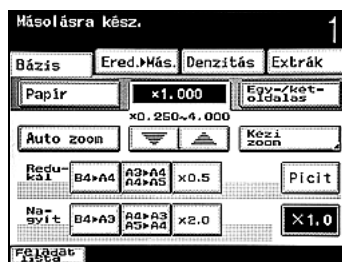 Másolásra kész. 1
Bázis Ered.▶Más. Denzitás Extrák
Papír ×1.000 Egy-/két-
oldalas
×0.250~4.000
Auto zoom Kézi
zoom
Redu-
kál B4▶A4 A3▶A4
A4▶A5 ×0.5 Picit
Na-
gyít B4▶A3 A4▶A3
A5▶A4 ×2.0 ×1.0
Feladat
lista